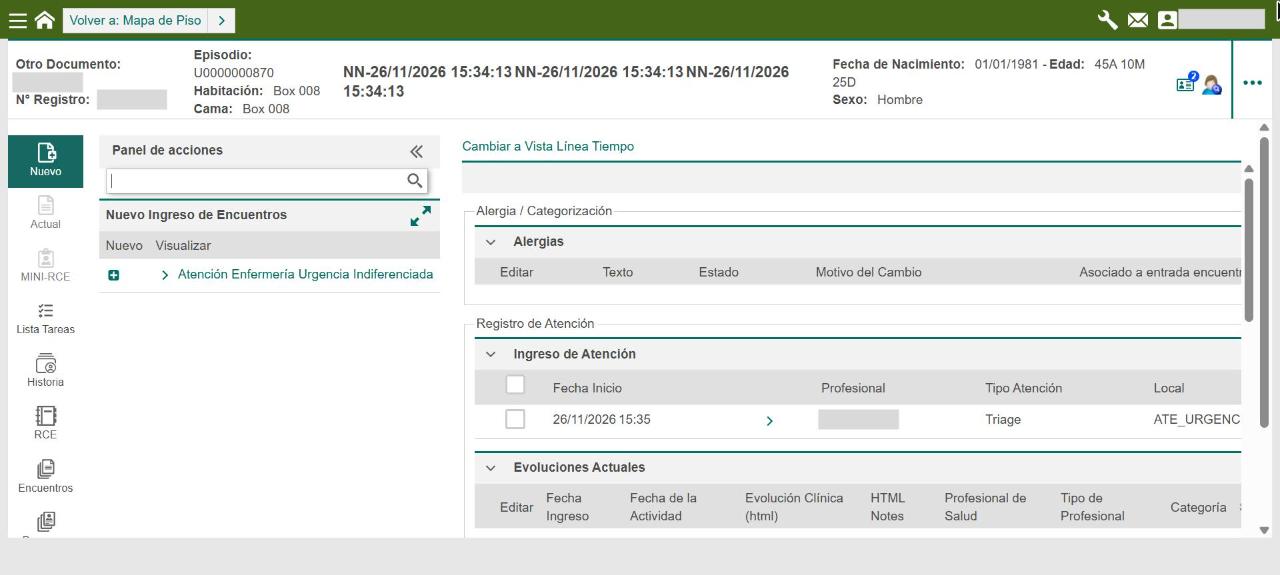 Volver a: Mapa de Piso
Otro Documento:
N° Registro:
Episodio:
U0000000870
Habitación: Box 008
Cama: Box 008
NN-26/11/2026 15:34:13 NN-26/11/2026 15:34:13 NN-26/11/2026
15:34:13
Fecha de Nacimiento: 01/01/1981 - Edad: 45A 10M
25D
Sexo: Hombre
2
Nuevo
Actual
MINI-RCE
Lista Tareas
Historia
RCE
Encuentros
Panel de acciones
Nuevo Ingreso de Encuentros
Nuevo Visualizar
Atención Enfermería Urgencia Indiferenciada
Cambiar a Vista Línea Tiempo
Alergia / Categorización
Alergias
Editar Texto Estado Motivo del Cambio Asociado a entrada encuentr
Registro de Atención
Ingreso de Atención
Fecha Inicio Profesional Tipo Atención Local
26/11/2026 15:35 Triage ATE_URGENC
Evoluciones Actuales
Editar Fecha Ingreso Fecha de la Actividad Evolución Clínica (html) HTML Notes Profesional de Salud Tipo de Profesional Categoría